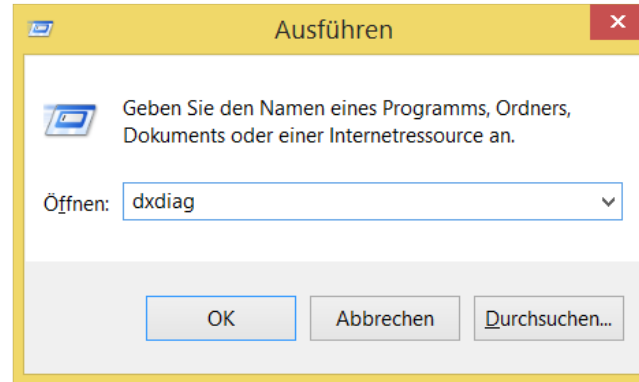 Ausführen
Geben Sie den Namen eines Programms, Ordners,
Dokuments oder einer Internetressource an.
Öffnen: dxdiag
OK Abbrechen Durchsuchen...